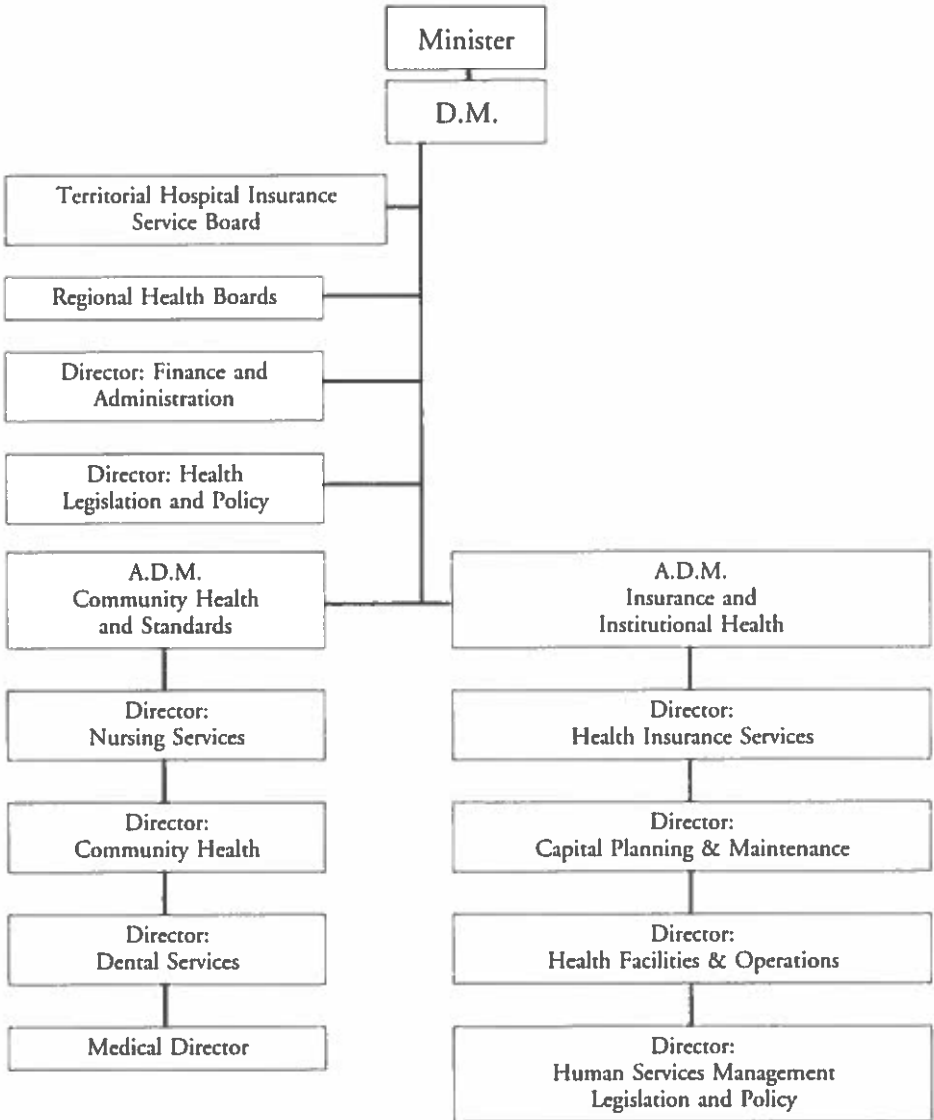 Minister
D.M.
Territorial Hospital Insurance
Service Board
Regional Health Boards
Director: Finance and
Administration
Director: Health
Legislation and Policy
A.D.M.
Community Health
and Standards
Director:
Nursing Services
Director:
Community Health
Director:
Dental Services
Medical Director
A.D.M.
Insurance and
Institutional Health
Director:
Health Insurance Services
Director:
Capital Planning & Maintenance
Director:
Health Facilities & Operations
Director:
Human Services Management
Legislation and Policy